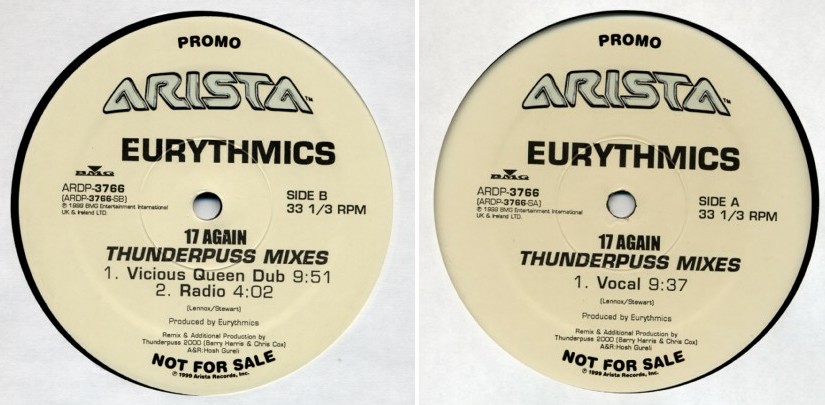 PROMO
ARISTA™
EURYTHMICS
BMG
ARDP-3766
(ARDP-3766-SB)
℗ 1999 BMG Entertainment International
UK & Ireland LTD.
SIDE B
33 1/3 RPM
17 AGAIN
THUNDERPUSS MIXES
1. Vicious Queen Dub 9:51
2. Radio 4:02
(Lennox/Stewart)
Produced by Eurythmics
Remix & Additional Production by
Thunderpuss 2000 (Barry Harris & Chris Cox)
A&R:Hosh Gureli
NOT FOR SALE
℗ 1999 Arista Records, Inc.
PROMO
ARISTA™
EURYTHMICS
BMG
ARDP-3766
(ARDP-3766-SA)
℗ 1999 BMG Entertainment International
UK & Ireland LTD.
SIDE A
33 1/3 RPM
17 AGAIN
THUNDERPUSS MIXES
1. Vocal 9:37
(Lennox/Stewart)
Produced by Eurythmics
Remix & Additional Production by
Thunderpuss 2000 (Barry Harris & Chris Cox)
A&R:Hosh Gureli
NOT FOR SALE
℗ 1999 Arista Records, Inc.